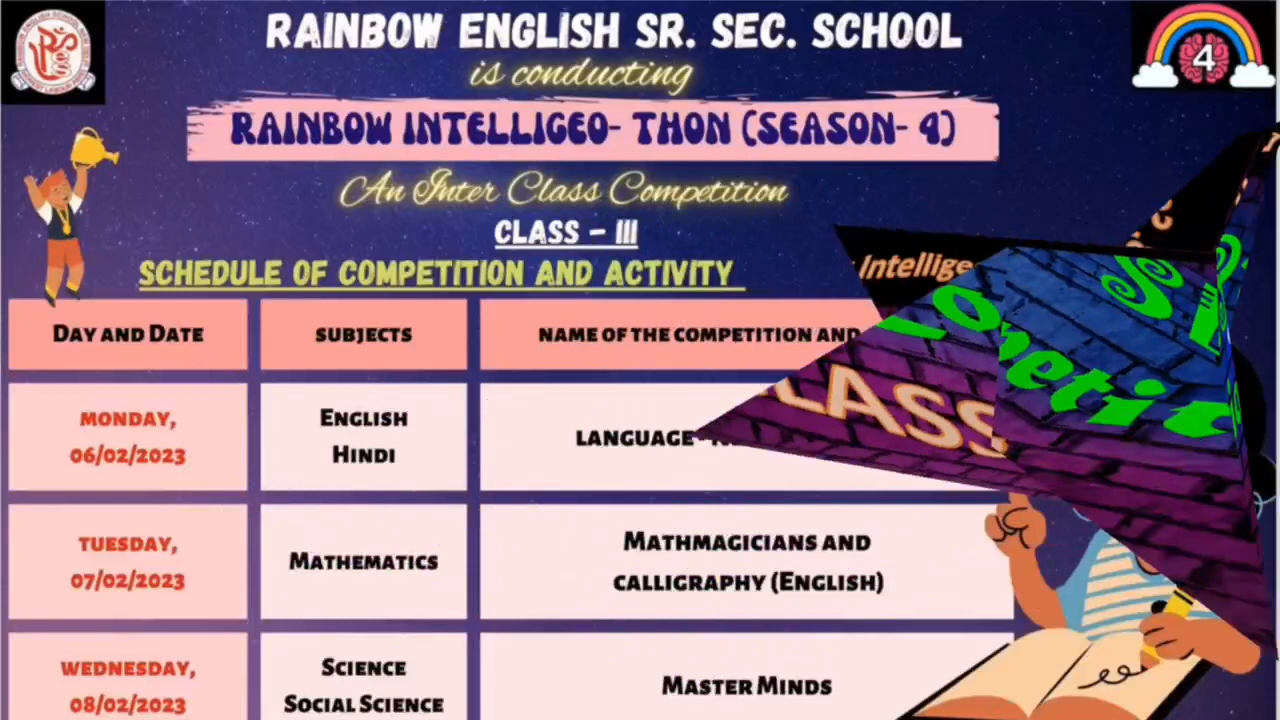 RAINBOW ENGLISH SR. SEC. SCHOOL
4
is conducting
RAINBOW INTELLIGEO- THON (SEASON- 4)
An Inter Class Competition
CLASS - III
SCHEDULE OF COMPETITION AND ACTIVITY
Intellige
DAY AND DATE SUBJECTS NAME OF THE COMPETITION AND
MONDAY,
06/02/2023
ENGLISH
HINDI
LANGUAGE
TUESDAY,
07/02/2023
MATHEMATICS
MATHMAGICIANS AND
CALLIGRAPHY (ENGLISH)
WEDNESDAY,
08/02/2023
SCIENCE
SOCIAL SCIENCE
MASTER MINDS